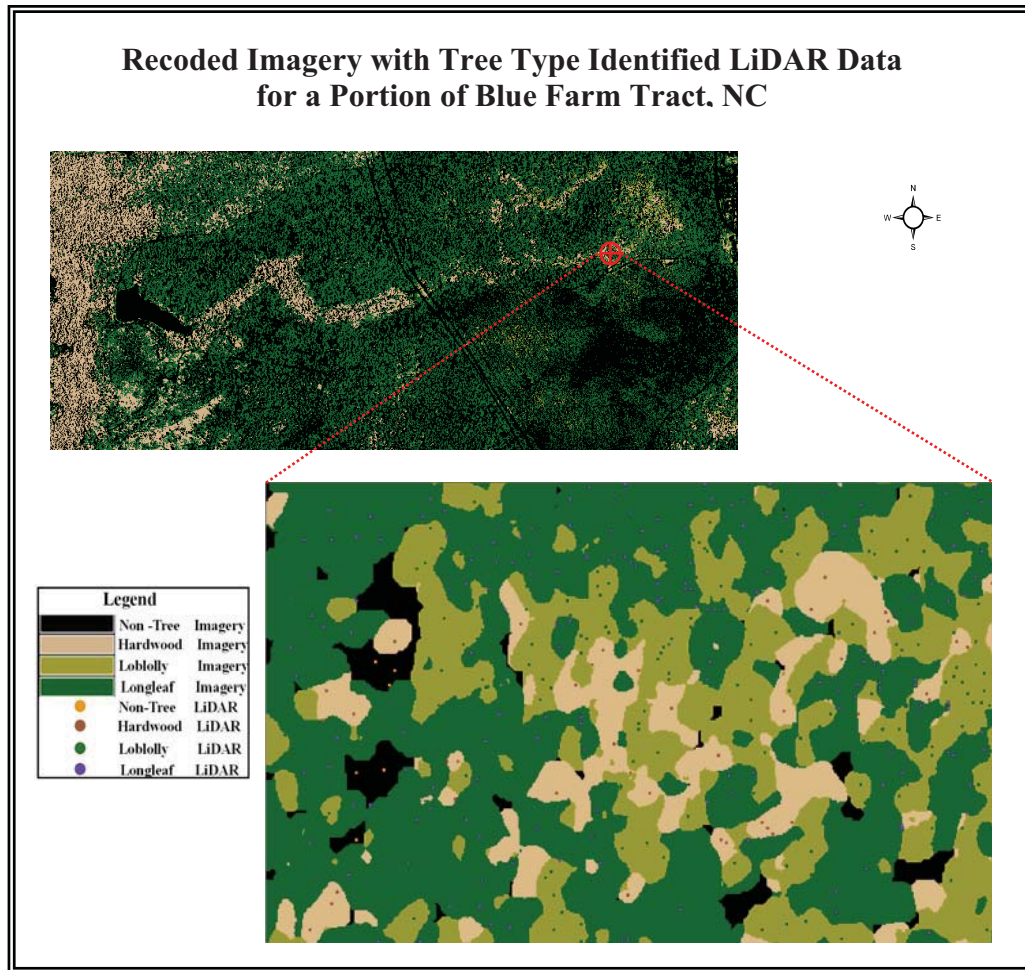 Recoded Imagery with Tree Type Identified LiDAR Data
for a Portion of Blue Farm Tract, NC
N
W E
S
Legend
Non -Tree Imagery
Hardwood Imagery
Loblolly Imagery
Longleaf Imagery
Non-Tree LiDAR
Hardwood LiDAR
Loblolly LiDAR
Longleaf LiDAR